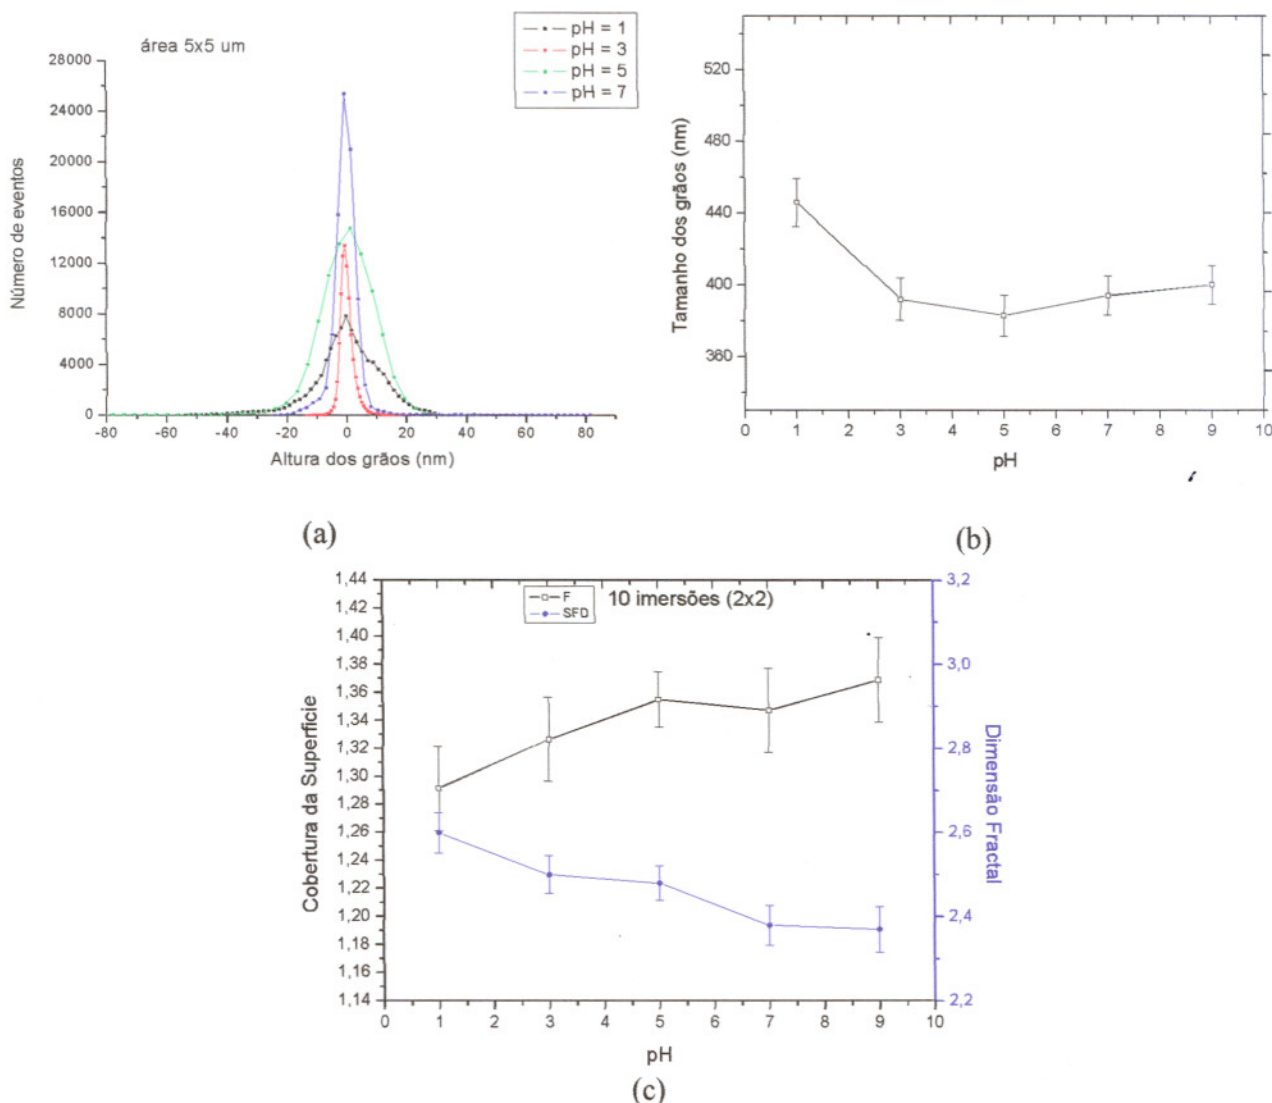 área 5x5 um
pH = 1
pH = 3
pH = 5
pH = 7
28000
24000
20000
16000
12000
8000
4000
0
Número de eventos
-80 -60 -40 -20 0 20 40 60 80
Altura dos grãos (nm)
(a)
520
480
440
400
360
Tamanho dos grãos (nm)
0 1 2 3 4 5 6 7 8 9 10
pH
(b)
10 imersões (2x2)
F
SFD
1,44
1,42
1,40
1,38
1,36
1,34
1,32
1,30
1,28
1,26
1,24
1,22
1,20
1,18
1,16
1,14
Cobertura da Superfície
3,2
3,0
2,8
2,6
2,4
2,2
Dimensão Fractal
0 1 2 3 4 5 6 7 8 9 10
pH
(c)